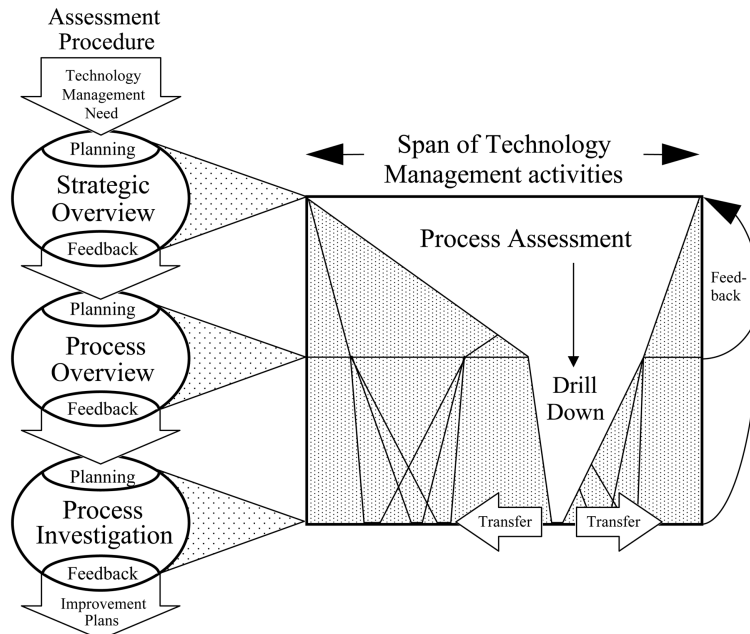 Assessment
Procedure
Technology
Management
Need
Planning
Strategic
Overview
Feedback
Planning
Process
Overview
Feedback
Planning
Process
Investigation
Feedback
Improvement
Plans
Span of Technology
Management activities
Process Assessment
Drill
Down
Transfer
Transfer
Feed-
back